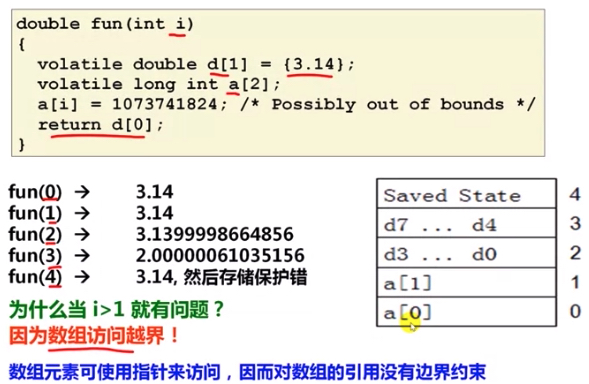 double fun(int i)
{
volatile double d[1] = {3.14};
volatile long int a[2];
a[i] = 1073741824; /* Possibly out of bounds */
return d[0];
}
fun(0) → 3.14
fun(1) → 3.14
fun(2) → 3.1399998664856
fun(3) → 2.00000061035156
fun(4) → 3.14, 然后存储保护错
为什么当 i>1 就有问题？
因为数组访问越界！
Saved State 4
d7 ... d4 3
d3 ... d0 2
a[1] 1
a[0] 0
数组元素可使用指针来访问，因而对数组的引用没有边界约束